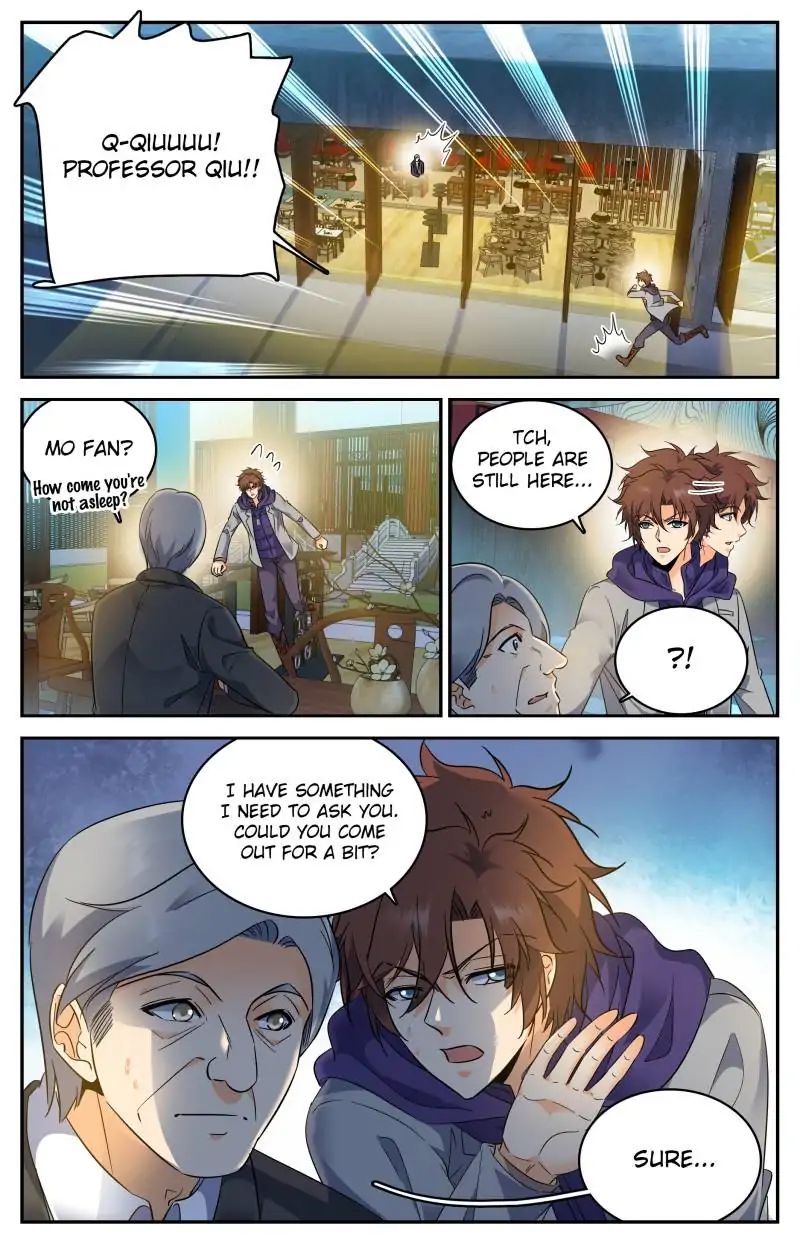 Q-QIUUUU!
PROFESSOR QIU!!
MO FAN?
How come you're
not asleep?
TCH,
PEOPLE ARE
STILL HERE...
?!
I HAVE SOMETHING
I NEED TO ASK YOU.
COULD YOU COME
OUT FOR A BIT?
SURE...